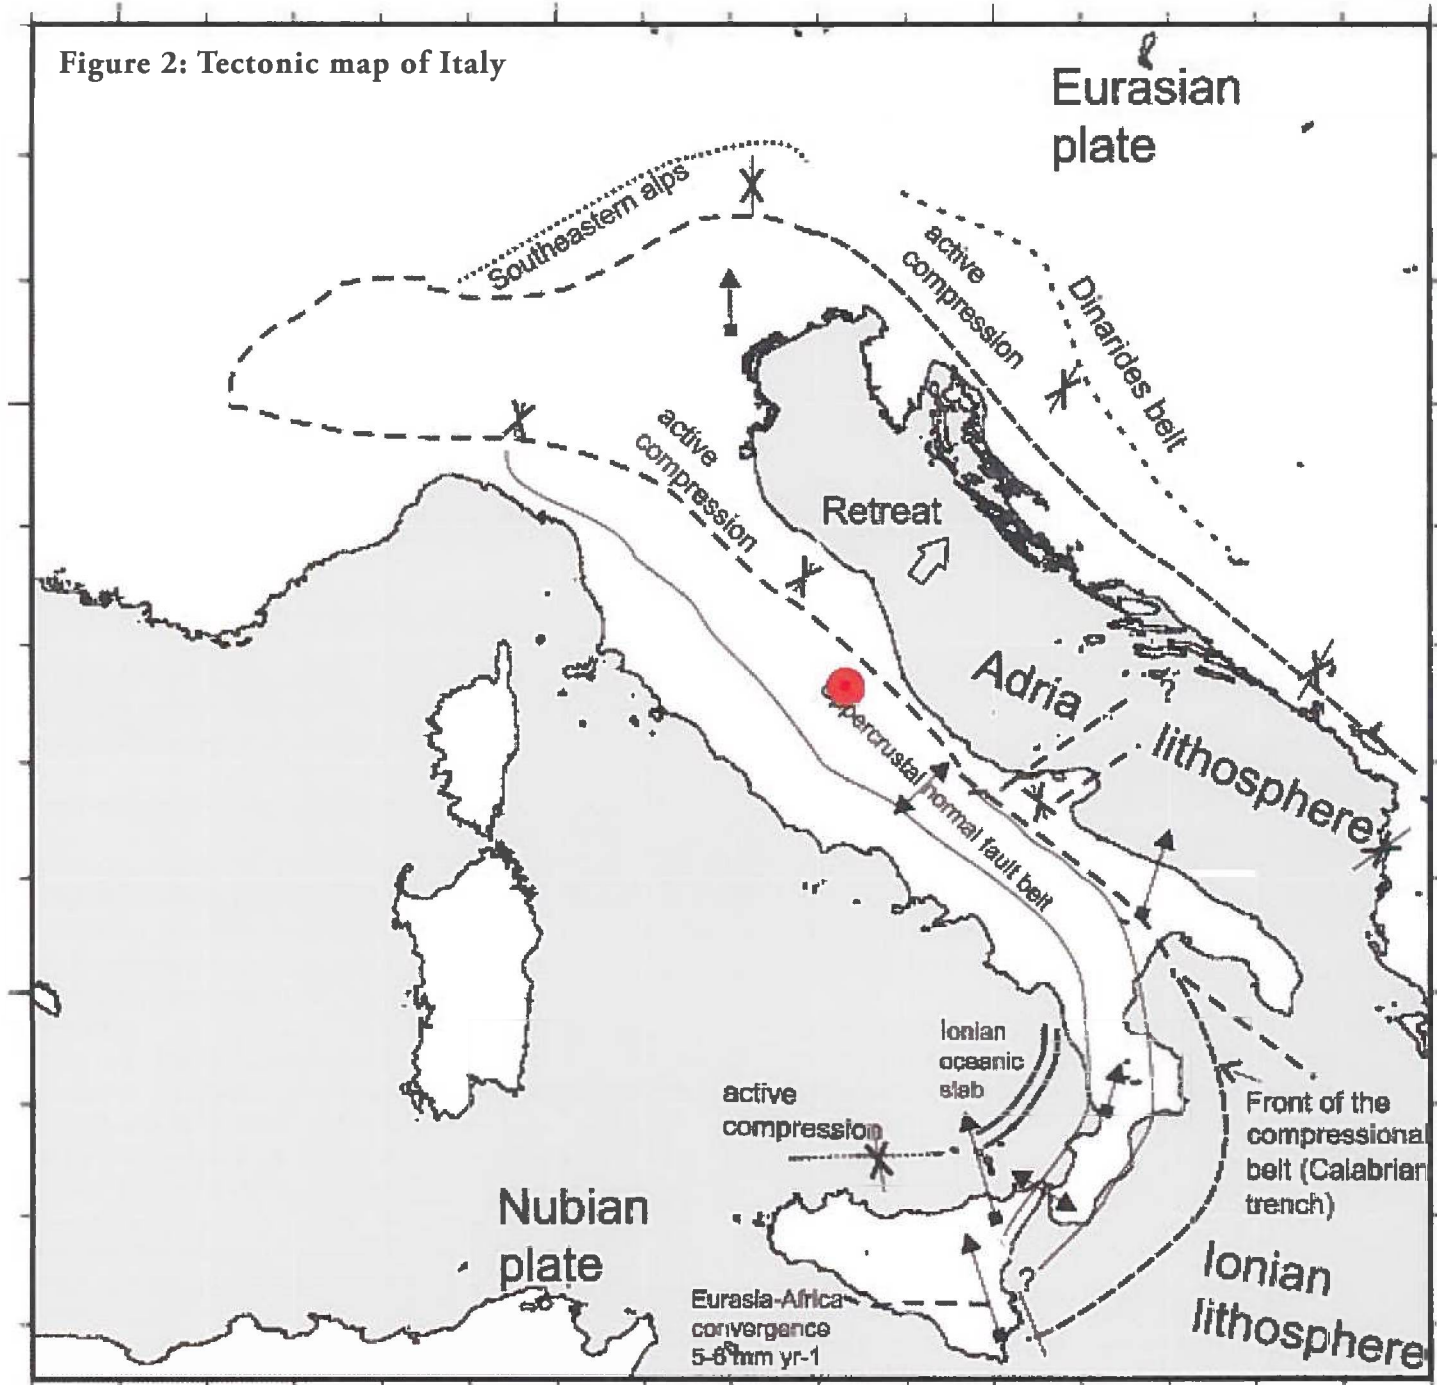 Figure 2: Tectonic map of Italy
Eurasian
plate
Southeastern alps
active
compression
Dinarides belt
active
compression
Retreat
Adria
lithosphere
?
uppercrustal normal fault belt
Ionian
oceanic
slab
active
compression
Front of the
compressional
belt (Calabrian
trench)
Nubian
plate
?
Ionian
lithosphere
Eurasia-Africa
convergence
5-6 mm yr-1